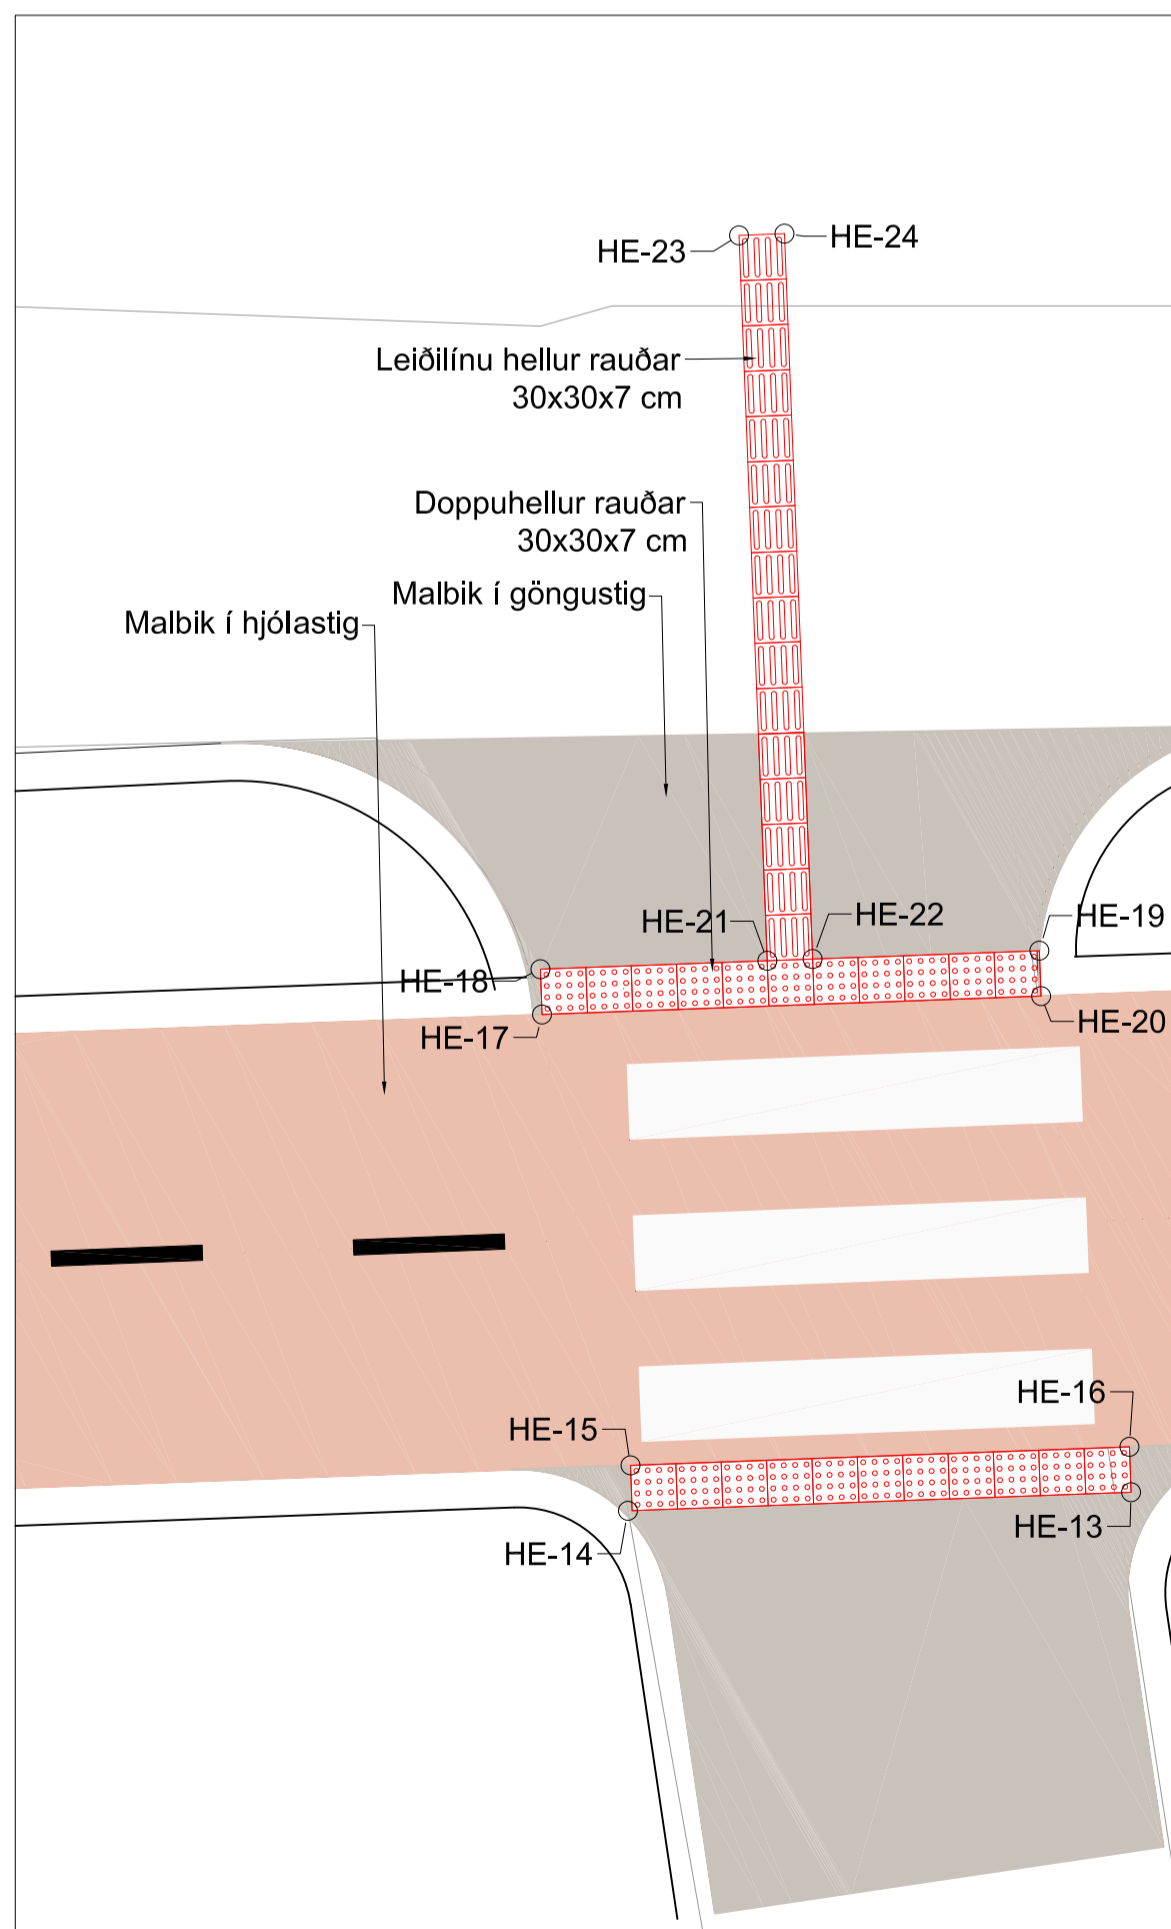 HE-23
HE-24
Leiðilínu hellur rauðar
30x30x7 cm
Doppuhellur rauðar
30x30x7 cm
Malbik í göngustig
Malbik í hjólastig
HE-21
HE-22
HE-19
HE-18
HE-17
HE-20
HE-16
HE-15
HE-13
HE-14